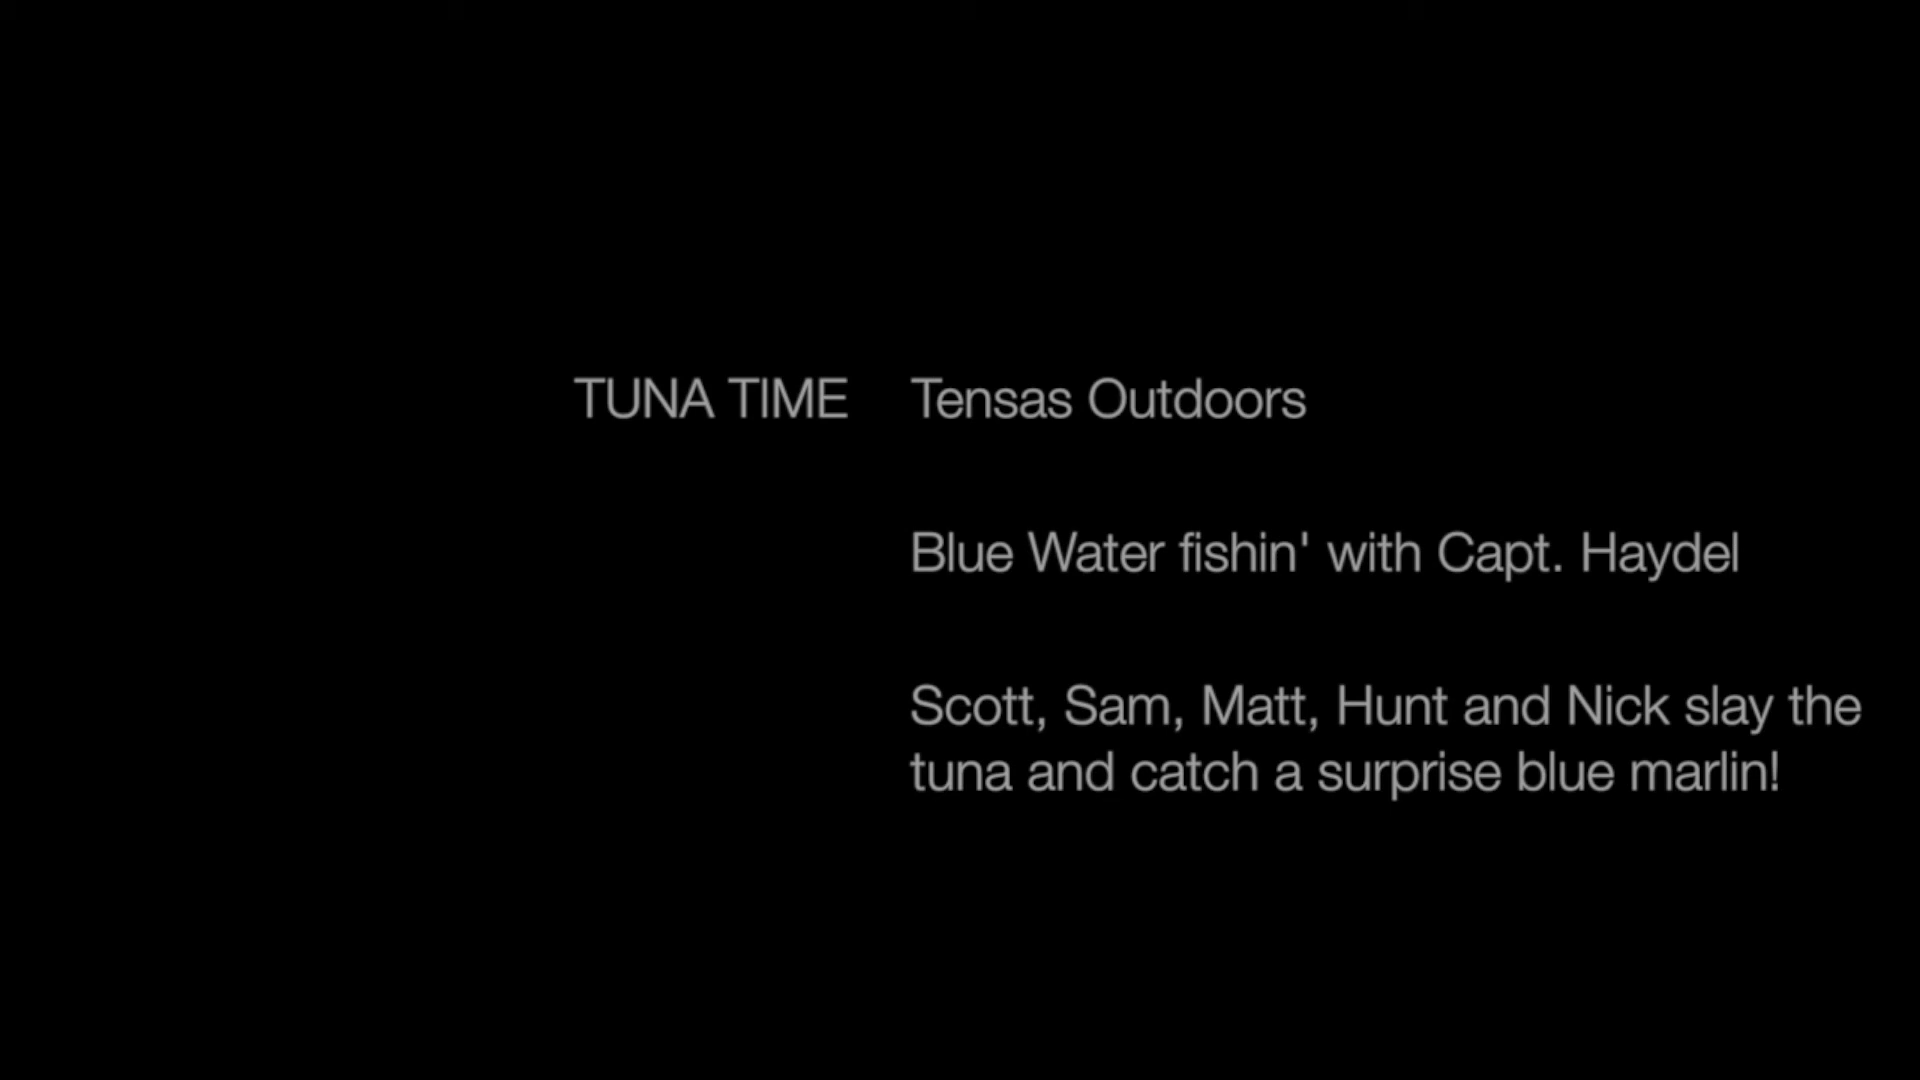 TUNA TIME Tensas Outdoors
Blue Water fishin' with Capt. Haydel
Scott, Sam, Matt, Hunt and Nick slay the
tuna and catch a surprise blue marlin!